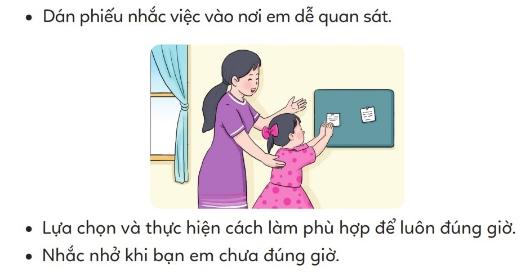 • Dán phiếu nhắc việc vào nơi em dễ quan sát.
• Lựa chọn và thực hiện cách làm phù hợp để luôn đúng giờ.
• Nhắc nhở khi bạn em chưa đúng giờ.